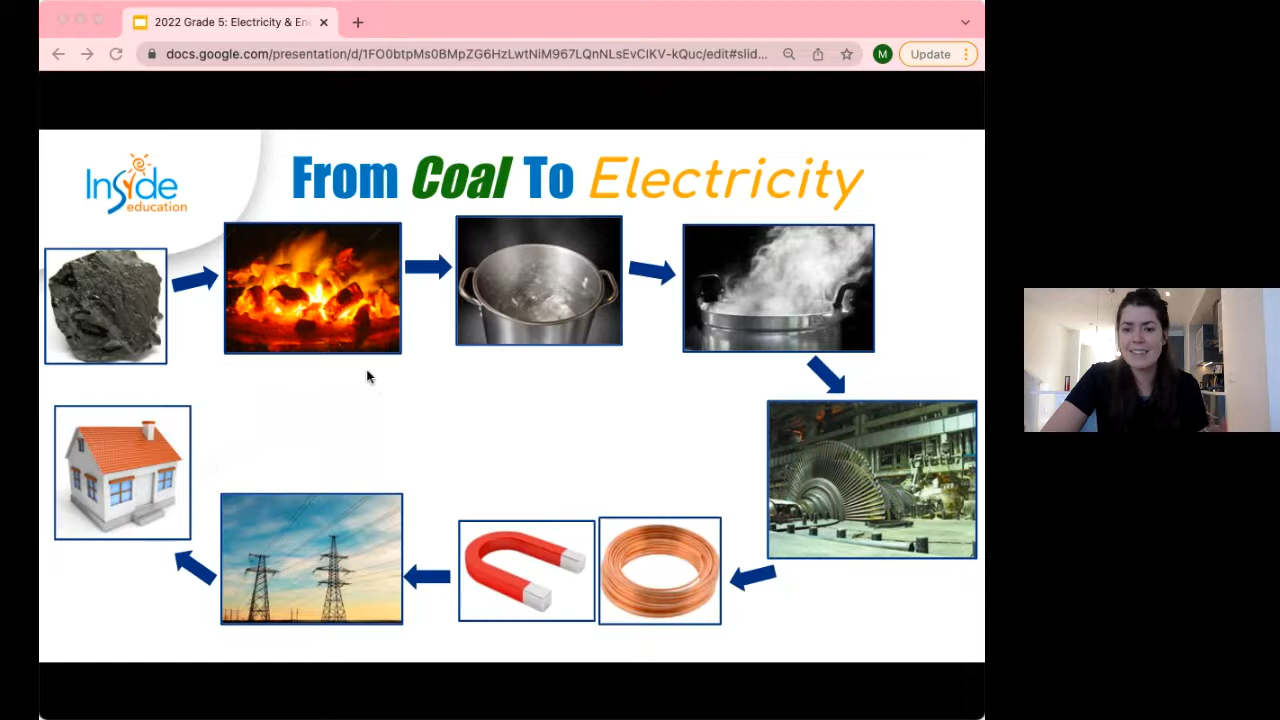 2022 Grade 5: Electricity & En
docs.google.com/presentation/d/1FO0btpMs0BMpZG6HzLwtNiM967LQnNLsEvClKV-kQuc/edit#slid...
M
Update
Inside
education
From Coal To Electricity